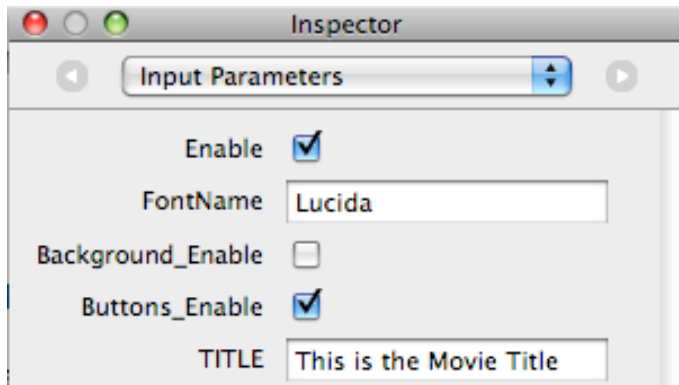 Inspector
Input Parameters
Enable
FontName Lucida
Background_Enable
Buttons_Enable
TITLE This is the Movie Title